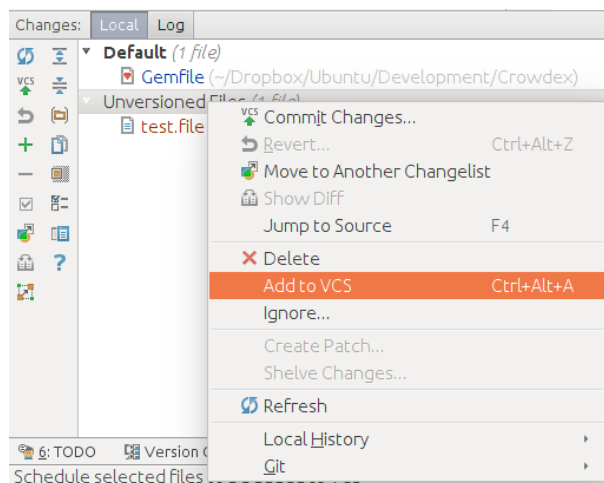 Changes: Local Log
Default (1 file)
Gemfile (~/Dropbox/Ubuntu/Development/Crowdex)
Unversioned Files (1 file)
test.file
VCS
VCS Commit Changes...
Revert... Ctrl+Alt+Z
Move to Another Changelist
Show Diff
Jump to Source F4
Delete
Add to VCS Ctrl+Alt+A
Ignore...
Create Patch...
Shelve Changes...
Refresh
Local History
Git
6: TODO Version
Schedule selected files